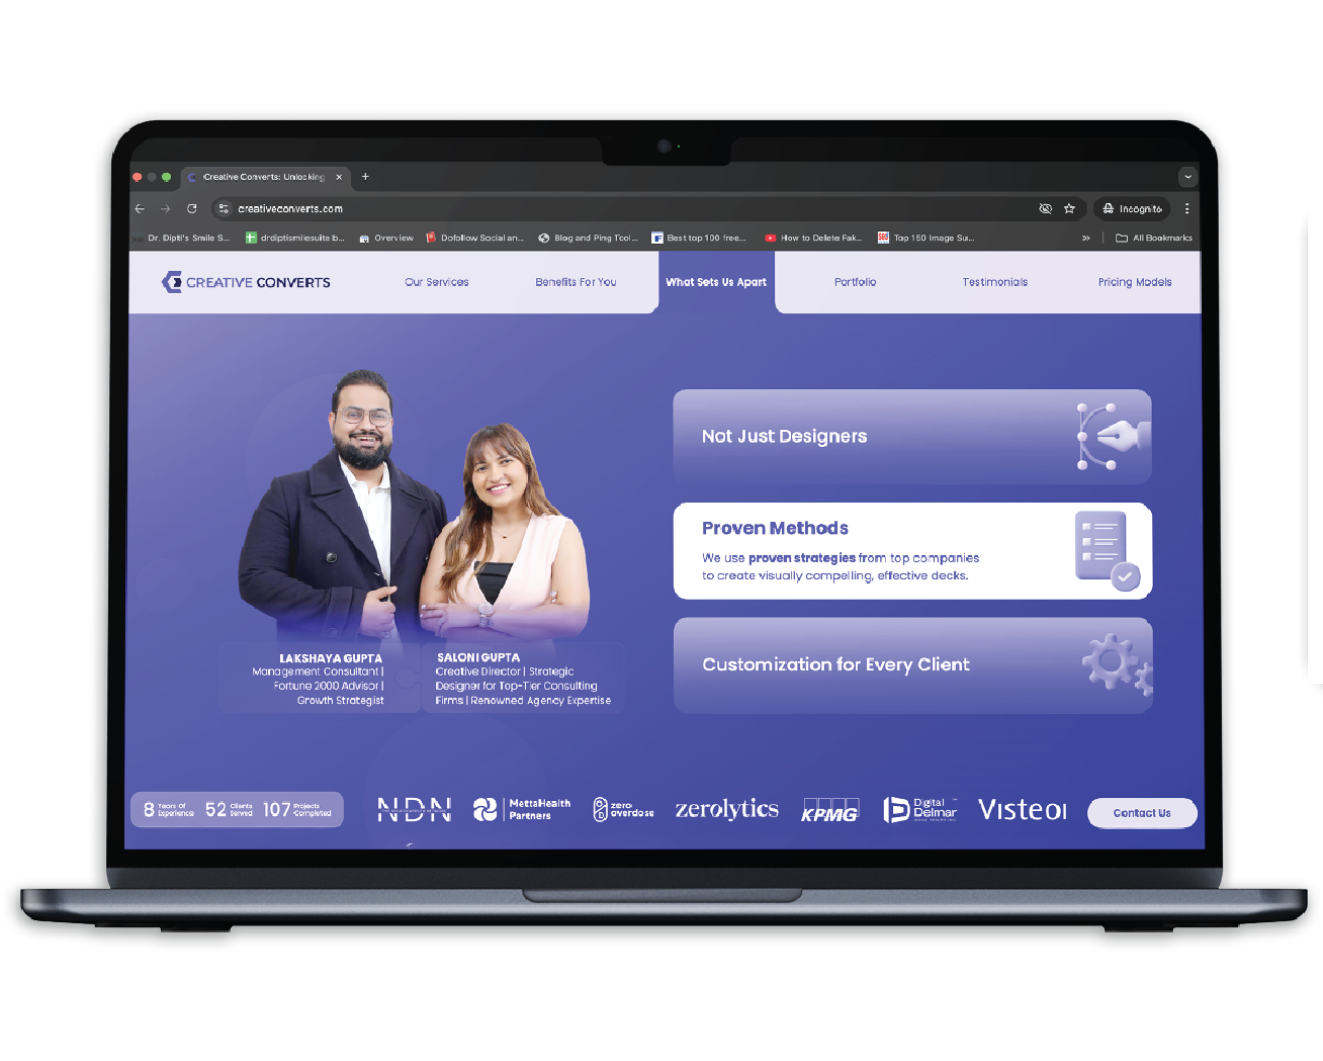 Creative Converts: Unlocking
creativeconverts.com
Incognito
Dr. Dipti's Smile S...
drdiptismilesuite b...
Overview
Dofollow Social an...
Blog and Ping Tool...
Best top 100 free...
How to Delete Fak...
Top 150 Image Su...
All Bookmarks
CREATIVE CONVERTS
Our Services
Benefits For You
What Sets Us Apart
Portfolio
Testimonials
Pricing Models
Not Just Designers
Proven Methods
We use proven strategies from top companies
to create visually compelling, effective decks.
Customization for Every Client
LAKSHAYA GUPTA
Management Consultant |
Fortune 2000 Advisor |
Growth Strategist
SALONI GUPTA
Creative Director | Strategic
Designer for Top-Tier Consulting
Firms | Renowned Agency Expertise
8 Years Of
Experience
52 Clients
Served
107 Projects
Completed
NDN
MettaHealth
Partners
zero
overdose
zerolytics
KPMG
Digital
Delmar
Visteon
Contact Us